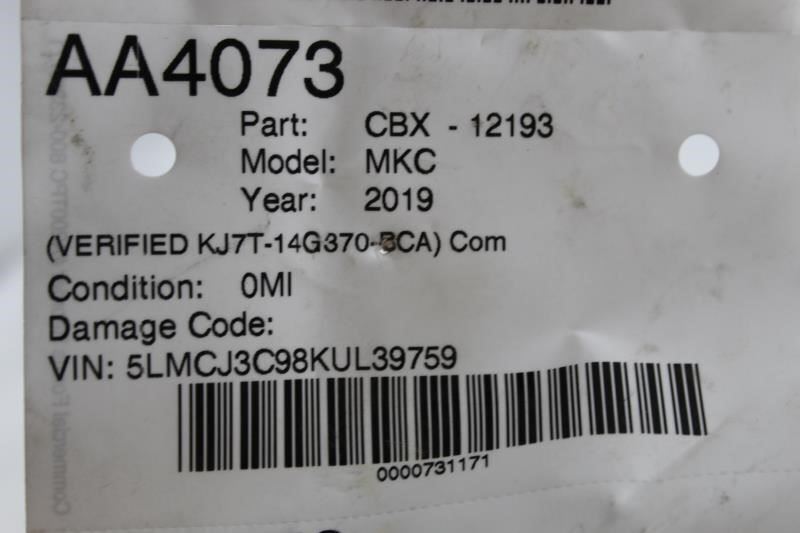 AA4073
Part: CBX - 12193
Model: MKC
Year: 2019
(VERIFIED KJ7T-14G370- CA) Com
Condition: 0MI
Damage Code:
VIN: 5LMCJ3C98KUL39759
0000731171